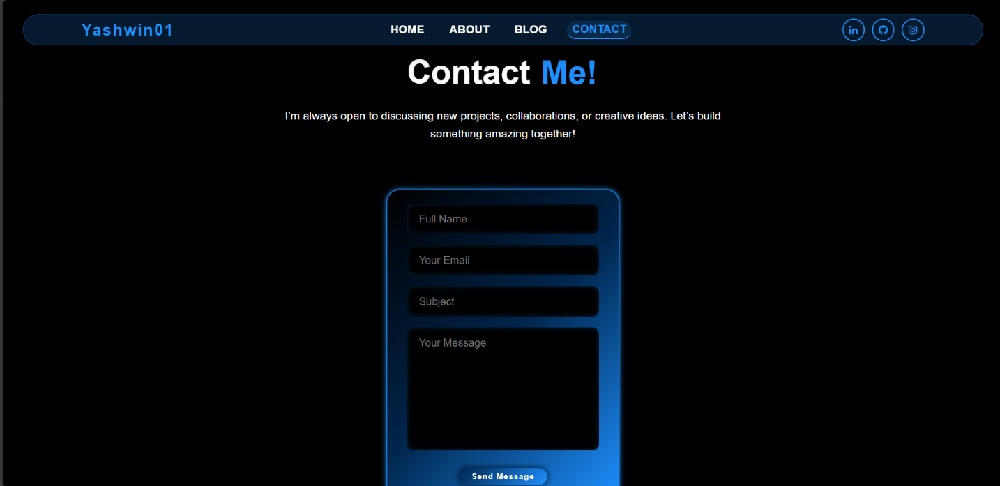 Yashwin01
HOME ABOUT BLOG CONTACT
Contact Me!
I’m always open to discussing new projects, collaborations, or creative ideas. Let’s build
something amazing together!
Full Name
Your Email
Subject
Your Message
Send Message